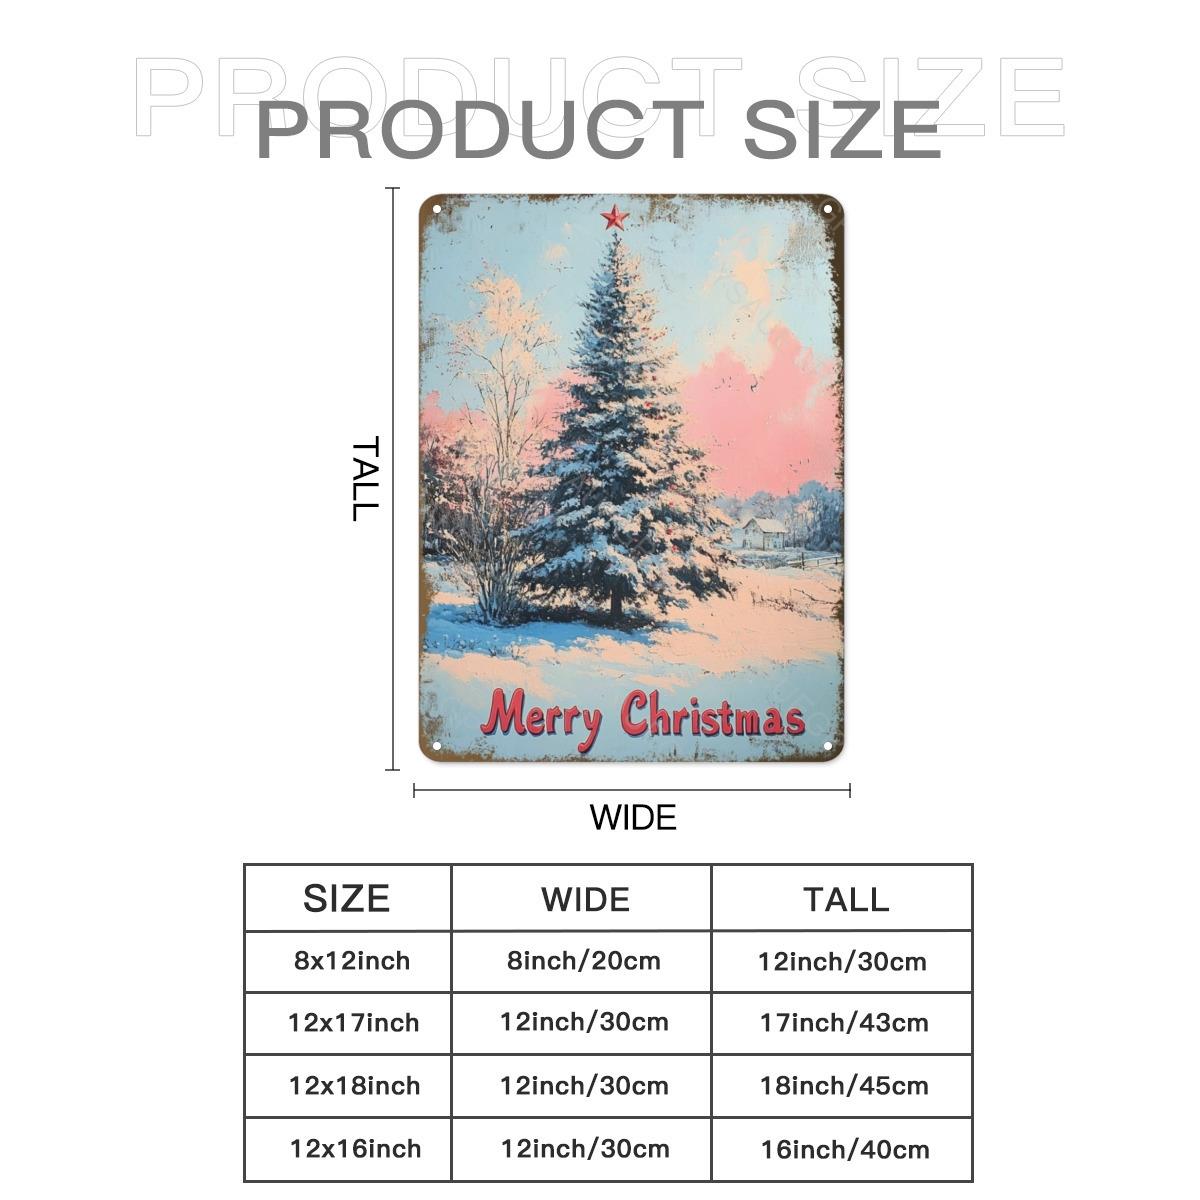 PRODUCT SIZE
PRODUCT SIZE
TALL
Merry Christmas
WIDE
SIZE WIDE TALL
8x12inch 8inch/20cm 12inch/30cm
12x17inch 12inch/30cm 17inch/43cm
12x18inch 12inch/30cm 18inch/45cm
12x16inch 12inch/30cm 16inch/40cm